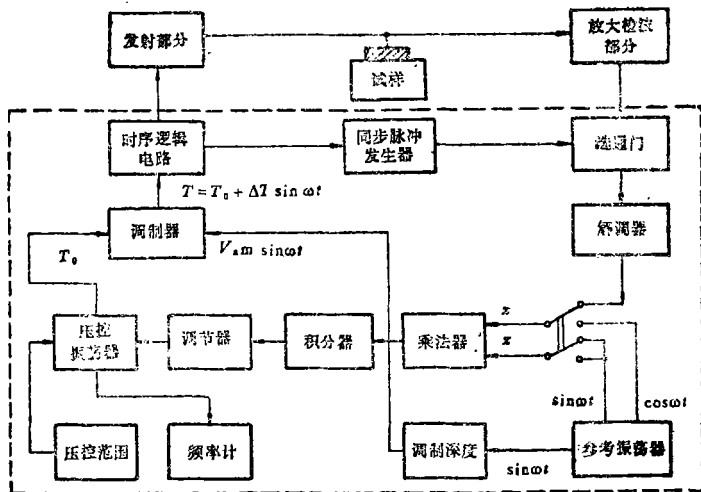 发射部分
放大检波
部分
试样
时序逻辑
电路
同步脉冲
发生器
选通门
T = T₀ + ΔT sin ωt
调制器
解调器
T₀
Vₐm sinωt
x
压控
振荡器
调节器
积分器
乘法器
x
sinωt
cosωt
压控范围
频率计
调制深度
参考振荡器
sinωt